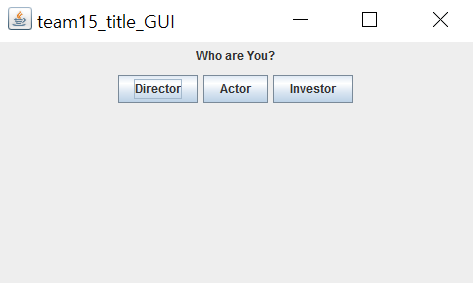 team15_title_GUI
Who are You?
Director Actor Investor